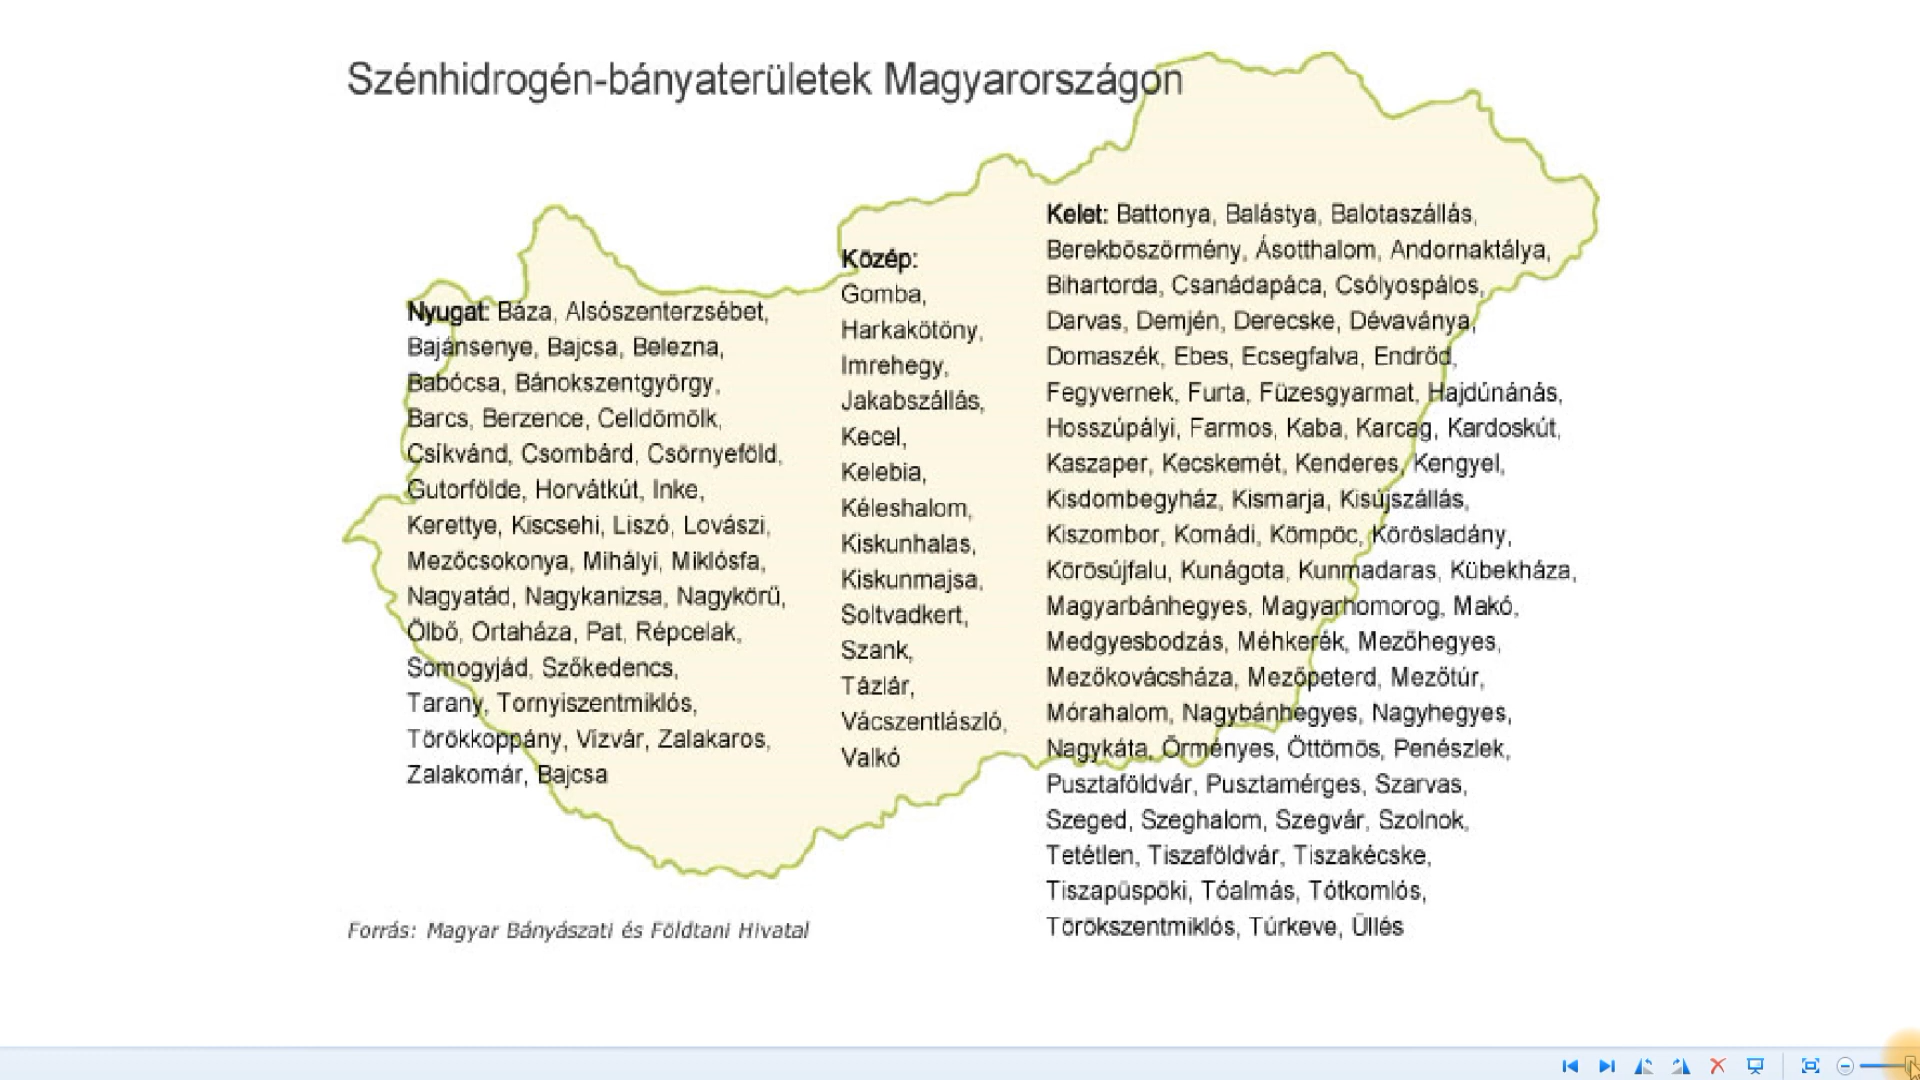 Szénhidrogén-bányaterületek Magyarországon
Nyugat: Báza, Alsószenterzsébet,
Bajánsenye, Bajcsa, Belezna,
Babócsa, Bánokszentgyörgy,
Barcs, Berzence, Celldömölk,
Csíkvánd, Csombárd, Csörnyeföld,
Gutorfölde, Horvátkút, Inke,
Kerettye, Kiscsehi, Liszó, Lovászi,
Mezőcsokonya, Mihályi, Miklósfa,
Nagyatád, Nagykanizsa, Nagykörű,
Ölbő, Ortaháza, Pat, Répcelak,
Somogyjád, Szőkedencs,
Tarany, Tornyiszentmiklós,
Törökkoppány, Vízvár, Zalakaros,
Zalakomár, Bajcsa
Közép:
Gomba,
Harkakötöny,
Imrehegy,
Jakabszállás,
Kecel,
Kelebia,
Kéleshalom,
Kiskunhalas,
Kiskunmajsa,
Soltvadkert,
Szank,
Tázlár,
Vácszentlászló,
Valkó
Kelet: Battonya, Balástya, Balotaszállás,
Berekböszörmény, Ásotthalom, Andornaktálya,
Bihartorda, Csanádapáca, Csólyospálos,
Darvas, Demjén, Derecske, Dévaványa,
Domaszék, Ebes, Ecsegfalva, Endrőd,
Fegyvernek, Furta, Füzesgyarmat, Hajdúnánás,
Hosszúpályi, Farmos, Kaba, Karcag, Kardoskút,
Kaszaper, Kecskemét, Kenderes, Kengyel,
Kisdombegyház, Kismarja, Kisújszállás,
Kiszombor, Komádi, Kömpöc, Körösladány,
Körösújfalu, Kunágota, Kunmadaras, Kübekháza,
Magyarbánhegyes, Magyarhomorog, Makó,
Medgyesbodzás, Méhkerék, Mezőhegyes,
Mezőkovácsháza, Mezőpeterd, Mezőtúr,
Mórahalom, Nagybánhegyes, Nagyhegyes,
Nagykáta, Örményes, Öttömös, Penészlek,
Pusztaföldvár, Pusztamérges, Szarvas,
Szeged, Szeghalom, Szegvár, Szolnok,
Tetétlen, Tiszaföldvár, Tiszakécske,
Tiszapüspöki, Tóalmás, Tótkomlós,
Törökszentmiklós, Túrkeve, Üllés
Forrás: Magyar Bányászati és Földtani Hivatal